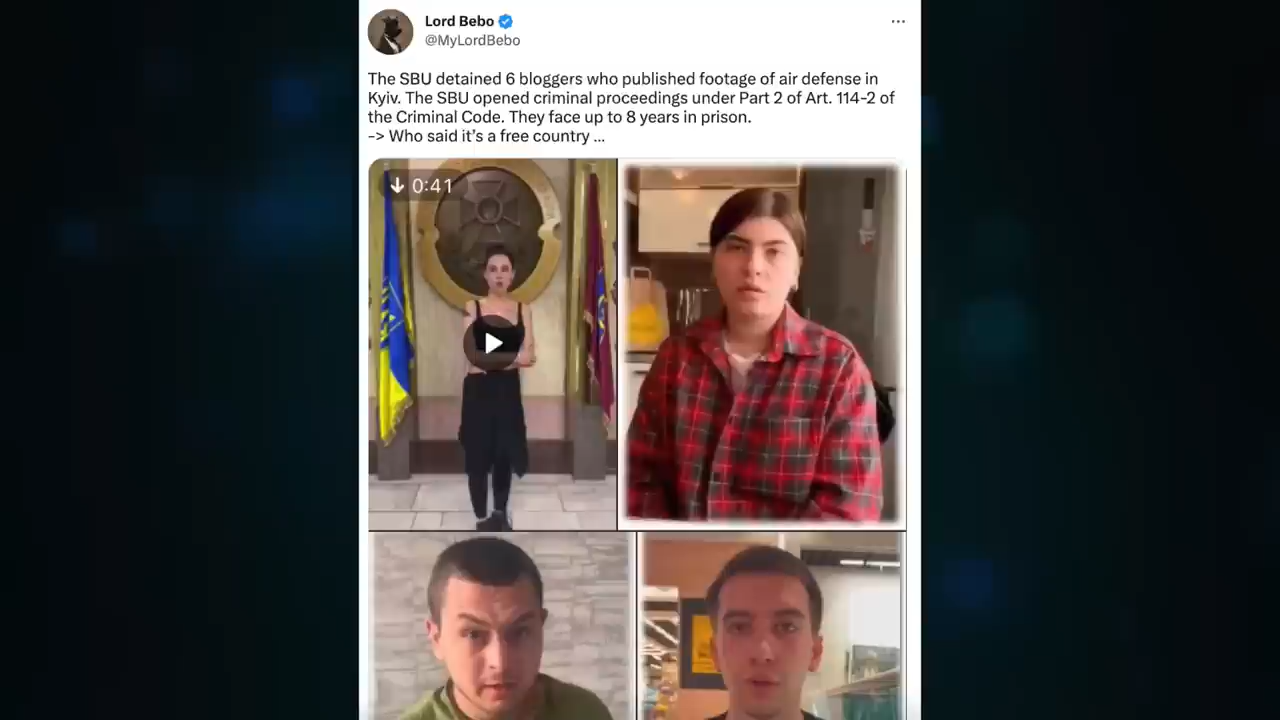 Lord Bebo
@MyLordBebo
The SBU detained 6 bloggers who published footage of air defense in
Kyiv. The SBU opened criminal proceedings under Part 2 of Art. 114-2 of
the Criminal Code. They face up to 8 years in prison.
-> Who said it's a free country ...
0:41